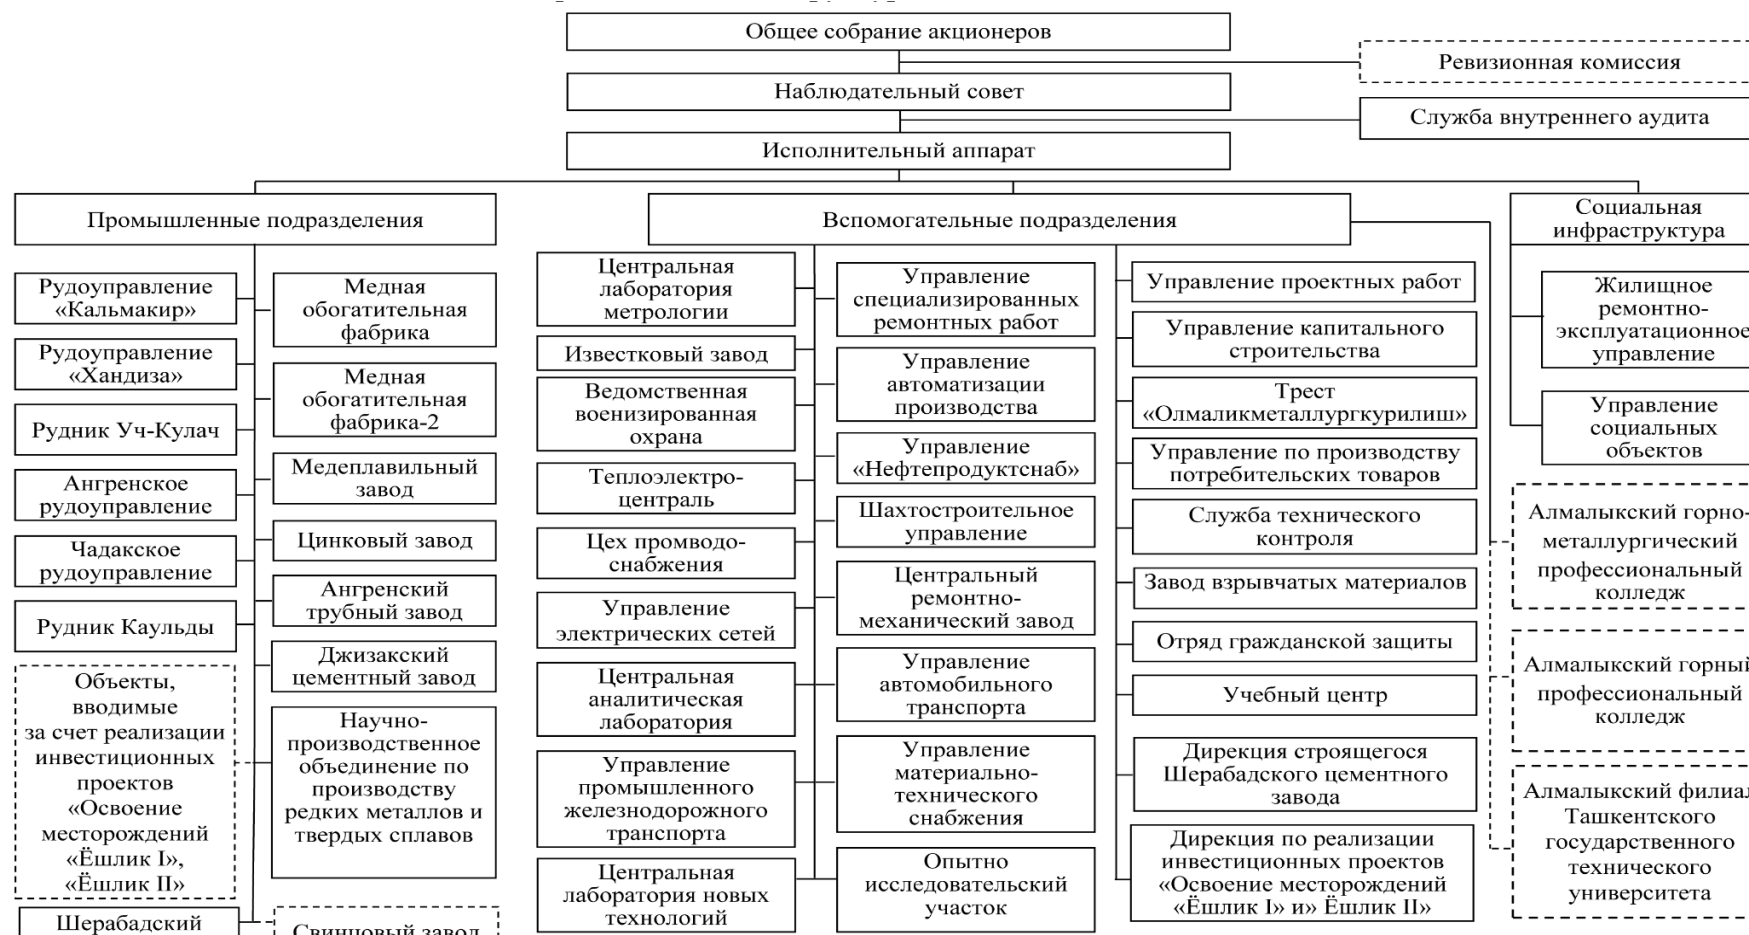 Общее собрание акционеров
Ревизионная комиссия
Наблюдательный совет
Служба внутреннего аудита
Исполнительный аппарат
Промышленные подразделения
Рудоуправление
«Кальмакир»
Рудоуправление
«Хандиза»
Рудник Уч-Кулач
Ангренское
рудоуправление
Чадакское
рудоуправление
Рудник Каульды
Объекты,
вводимые
за счет реализации
инвестиционных
проектов
«Освоение
месторождений
«Ёшлик I»,
«Ёшлик II»
Шерабадский
Медная
обогатительная
фабрика
Медная
обогатительная
фабрика-2
Медеплавильный
завод
Цинковый завод
Ангренский
трубный завод
Джизакский
цементный завод
Научно-
производственное
объединение по
производству
редких металлов и
твердых сплавов
Свинцовый завод
Вспомогательные подразделения
Центральная
лаборатория
метрологии
Известковый завод
Ведомственная
военизированная
охрана
Теплоэлектро-
централь
Цех промводо-
снабжения
Управление
электрических сетей
Центральная
аналитическая
лаборатория
Управление
промышленного
железнодорожного
транспорта
Центральная
лаборатория новых
технологий
Управление
специализированных
ремонтных работ
Управление
автоматизации
производства
Управление
«Нефтепродуктснаб»
Шахтостроительное
управление
Центральный
ремонтно-
механический завод
Управление
автомобильного
транспорта
Управление
материально-
технического
снабжения
Опытно
исследовательский
участок
Управление проектных работ
Управление капитального
строительства
Трест
«Олмаликметаллургкурилиш»
Управление по производству
потребительских товаров
Служба технического
контроля
Завод взрывчатых материалов
Отряд гражданской защиты
Учебный центр
Дирекция строящегося
Шерабадского цементного
завода
Дирекция по реализации
инвестиционных проектов
«Освоение месторождений
«Ёшлик I» и» Ёшлик II»
Социальная
инфраструктура
Жилищное
ремонтно-
эксплуатационное
управление
Управление
социальных
объектов
Алмалыкский горно-
металлургический
профессиональный
колледж
Алмалыкский горный
профессиональный
колледж
Алмалыкский филиал
Ташкентского
государственного
технического
университета